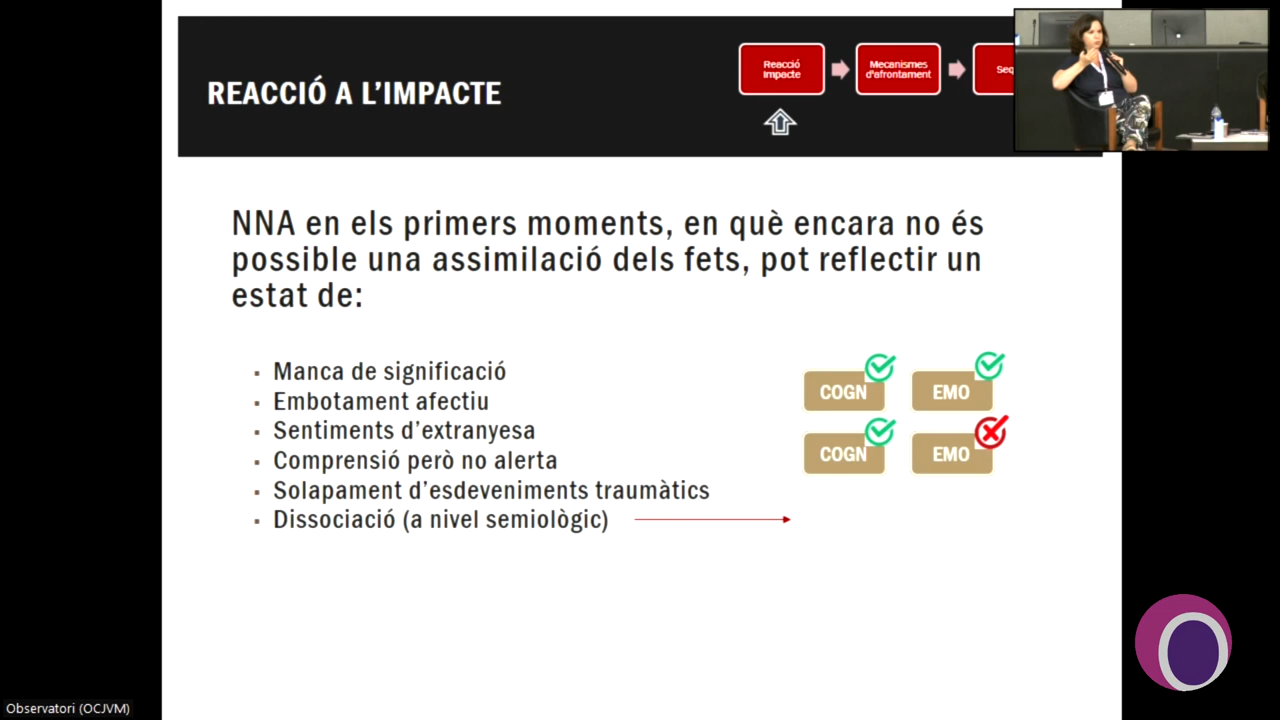 REACCIÓ A L’IMPACTE
Reacció
Impacte
Mecanismes
d'afrontament
NNA en els primers moments, en què encara no és
possible una assimilació dels fets, pot reflectir un
estat de:
Manca de significació
Embotament afectiu
Sentiments d’extranyesa
Comprensió però no alerta
Solapament d’esdeveniments traumàtics
Dissociació (a nivel semiològic)
COGN EMO
COGN EMO
Observatori (OCJVM)